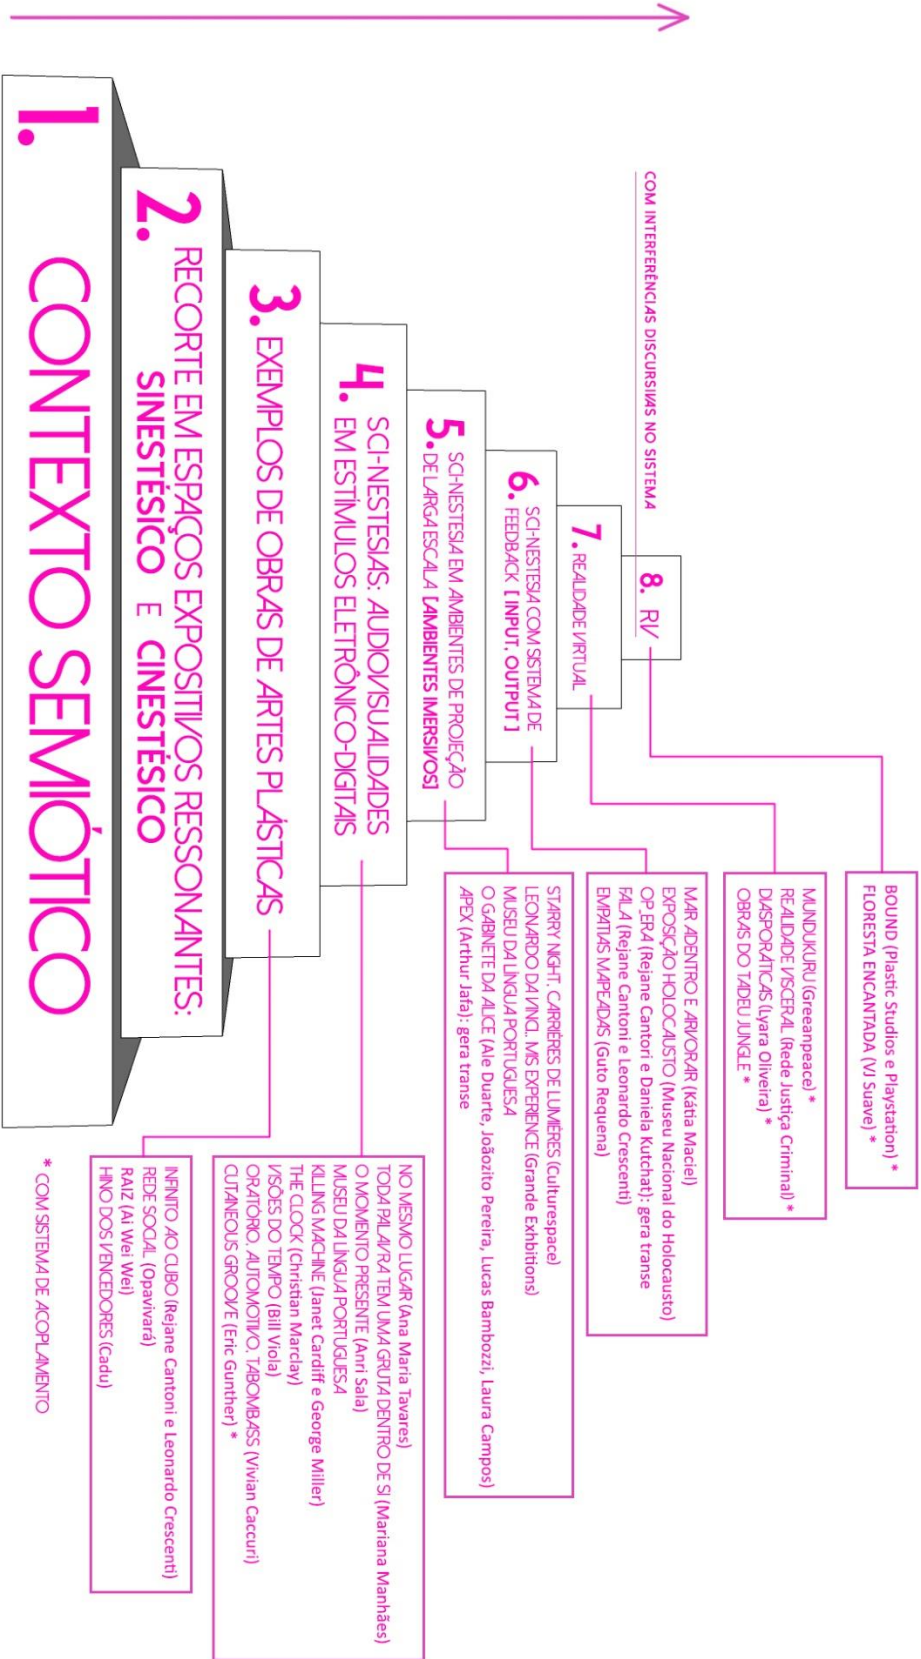 COM INTERFERÊNCIAS DISCURSIVAS NO SISTEMA
8. RV
BOUND (Plastic Studios e Playstation) *
FLORESTA ENCANTADA (VJ Suave) *
7. REALIDADE VIRTUAL
MUNDUKURU (Greeanpeace) *
REALIDADE VISCERAL (Rede Justiça Criminal) *
DIASPORÁTICAS (Lyara Oliveira) *
OBRAS DO TADEU JUNGLE *
6. SCI-NESTESIA COM SISTEMA DE
FEEDBACK [ INPUT, OUTPUT ]
MAR ADENTRO E ARVORAR (Kátia Maciel)
EXPOSIÇÃO HOLOCAUSTO (Museu Nacional do Holocausto)
OP_ERA (Rejane Cantori e Daniela Kutchat): gera transe
FALA (Rejane Cantoni e Leonardo Crescenti)
EMPATIAS MAPEADAS (Guto Requena)
5. SCI-NESTESIA EM AMBIENTES DE PROJEÇÃO
DE LARGA ESCALA [AMBIENTES IMERSIVOS]
STARRY NIGHT. CARRIÈRES DE LUMIÈRES (Culturespace)
LEONARDO DA VINCI. MIS EXPERIENCE (Grande Exhbitions)
MUSEU DA LÍNGUA PORTUGUESA
O GABINETE DA ALICE (Ale Duarte, Joãozito Pereira, Lucas Bambozzi, Laura Campos)
APEX (Arthur Jafa): gera transe
4. SCI-NESTESIAS: AUDIOVISUALIDADES
EM ESTÍMULOS ELETRÔNICO-DIGITAIS
NO MESMO LUGAR (Ana Maria Tavares)
TODA PALAVRA TEM UMA GRUTA DENTRO DE SI (Mariana Manhães)
O MOMENTO PRESENTE (Anri Sala)
MUSEU DA LÍNGUA PORTUGUESA
KILLING MACHINE (Janet Cardiff e George Miller)
THE CLOCK (Christian Marclay)
VISÕES DO TEMPO (Bill Viola)
ORATÓRIO, AUTOMOTIVO, TABOMBASS (Vivian Caccuri)
CUTANEOUS GROOVE (Eric Gunther) *
3. EXEMPLOS DE OBRAS DE ARTES PLÁSTICAS
INFINITO AO CUBO (Rejane Cantoni e Leonardo Crescenti)
REDE SOCIAL (Opavivará)
RAIZ (Ai Wei Wei)
HINO DOS VENCEDORES (Cadu)
2. RECORTE EM ESPAÇOS EXPOSITIVOS RESSONANTES:
SINESTÉSICO E CINESTÉSICO
1. CONTEXTO SEMIÓTICO
* COM SISTEMA DE ACOPLAMENTO